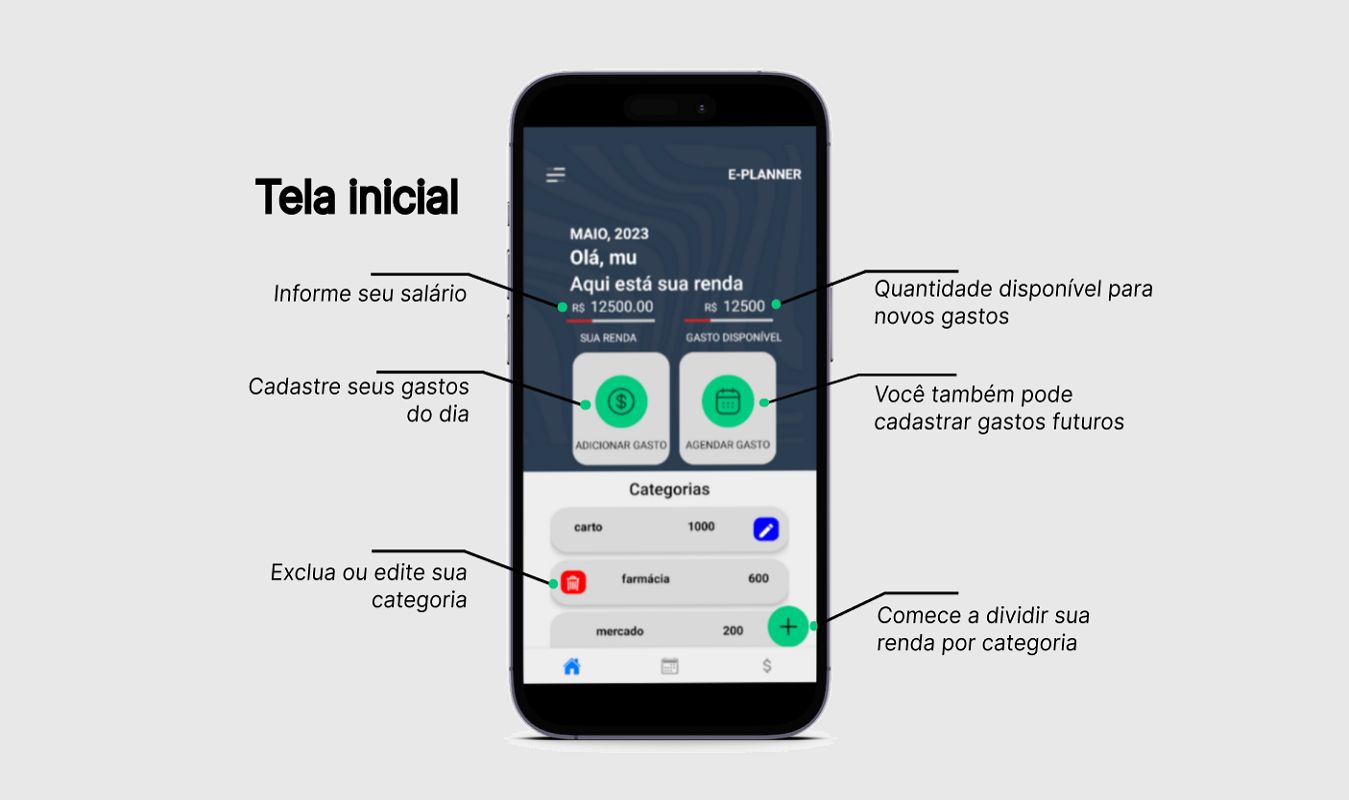 Tela inicial
E-PLANNER
MAIO, 2023
Olá, mu
Aqui está sua renda
R$ 12500.00
R$ 12500
SUA RENDA
GASTO DISPONÍVEL
ADICIONAR GASTO
AGENDAR GASTO
Categorias
carto 1000
farmácia 600
mercado 200
Informe seu salário
Cadastre seus gastos
do dia
Exclua ou edite sua
categoria
Quantidade disponível para
novos gastos
Você também pode
cadastrar gastos futuros
Comece a dividir sua
renda por categoria